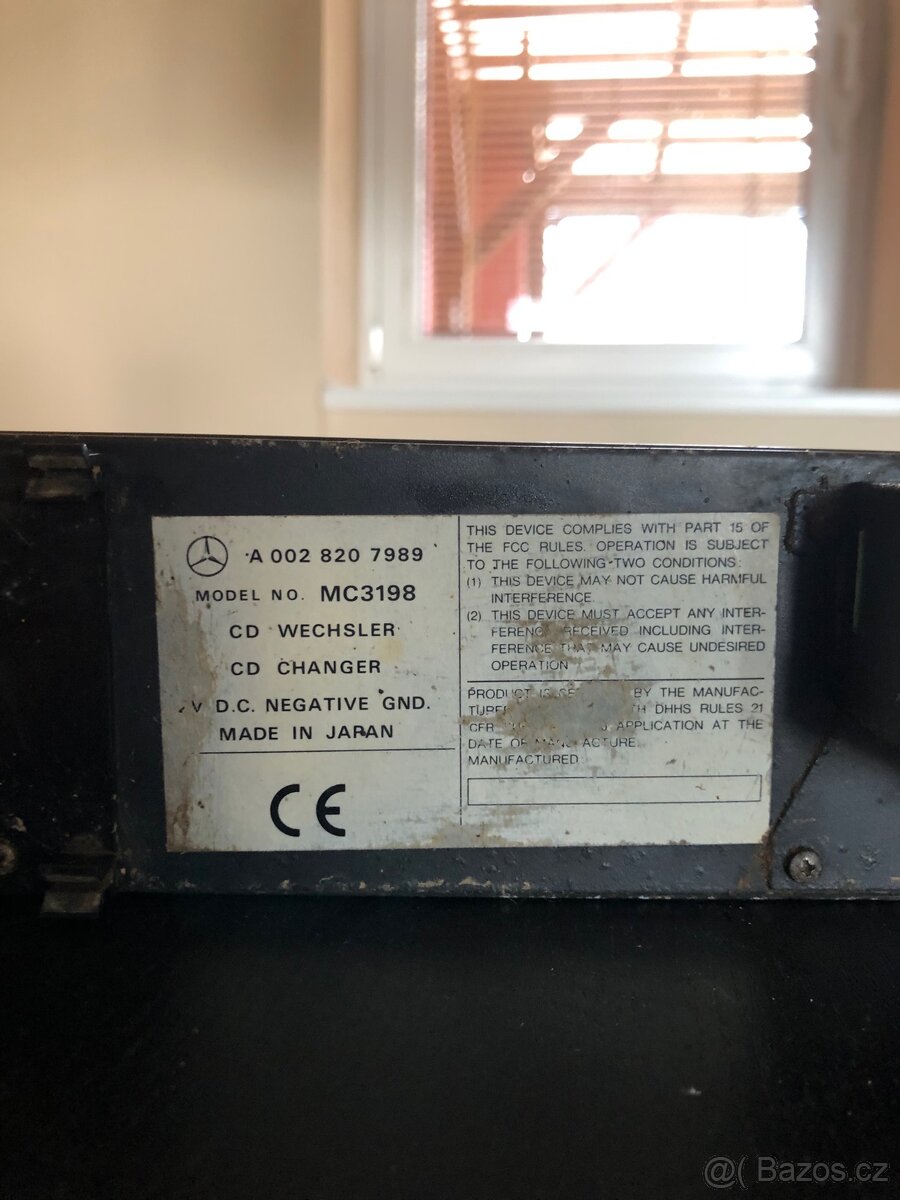 A 002 820 7989
MODEL NO. MC3198
CD WECHSLER
CD CHANGER
V D.C. NEGATIVE GND.
MADE IN JAPAN
CE
THIS DEVICE COMPLIES WITH PART 15 OF
THE FCC RULES. OPERATION IS SUBJECT
TO THE FOLLOWING TWO CONDITIONS:
(1) THIS DEVICE MAY NOT CAUSE HARMFUL
INTERFERENCE.
(2) THIS DEVICE MUST ACCEPT ANY INTER-
FERENC RECEIVED INCLUDING INTER-
FERENCE THAT MAY CAUSE UNDESIRED
OPERATION
PRODUCT IS BY THE MANUFAC-
DHHS RULES 21
CFR APPLICATION AT THE
DATE OF
MANUFACTURED:
@( Bazos.cz